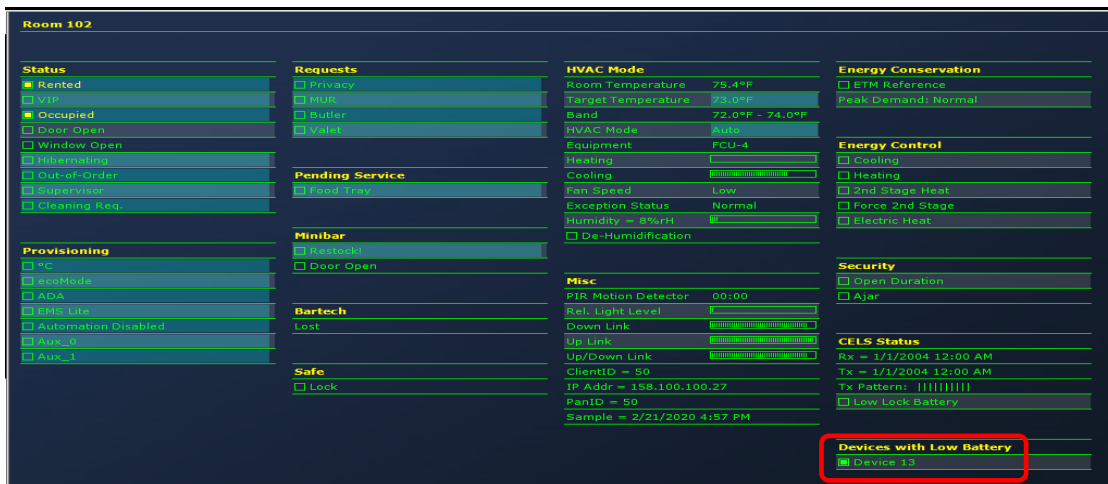 Room 102
Status
Rented
VIP
Occupied
Door Open
Window Open
Hibernating
Out-of-Order
Supervisor
Cleaning Req.
Provisioning
°C
ecoMode
ADA
EMS Lite
Automation Disabled
Aux_0
Aux_1
Requests
Privacy
MUR
Butler
Valet
Pending Service
Food Tray
Minibar
Restock!
Door Open
Bartech
Lost
Safe
Lock
HVAC Mode
Room Temperature 75.4°F
Target Temperature 73.0°F
Band 72.0°F - 74.0°F
HVAC Mode Auto
Equipment FCU-4
Heating
Cooling
Fan Speed Low
Exception Status Normal
Humidity = 8%rH
De-Humidification
Misc
PIR Motion Detector 00:00
Rel. Light Level
Down Link
Up Link
Up/Down Link
ClientID = 50
IP Addr = 158.100.100.27
PanID = 50
Sample = 2/21/2020 4:57 PM
Energy Conservation
ETM Reference
Peak Demand: Normal
Energy Control
Cooling
Heating
2nd Stage Heat
Force 2nd Stage
Electric Heat
Security
Open Duration
Ajar
CELS Status
Rx = 1/1/2004 12:00 AM
Tx = 1/1/2004 12:00 AM
Tx Pattern: ||||||||||
Low Lock Battery
Devices with Low Battery
Device 13